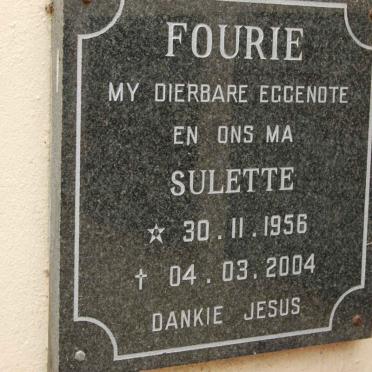 FOURIE
MY DIERBARE EGGENOTE
EN ONS MA
SULETTE
30.11.1956
† 04.03.2004
DANKIE JESUS